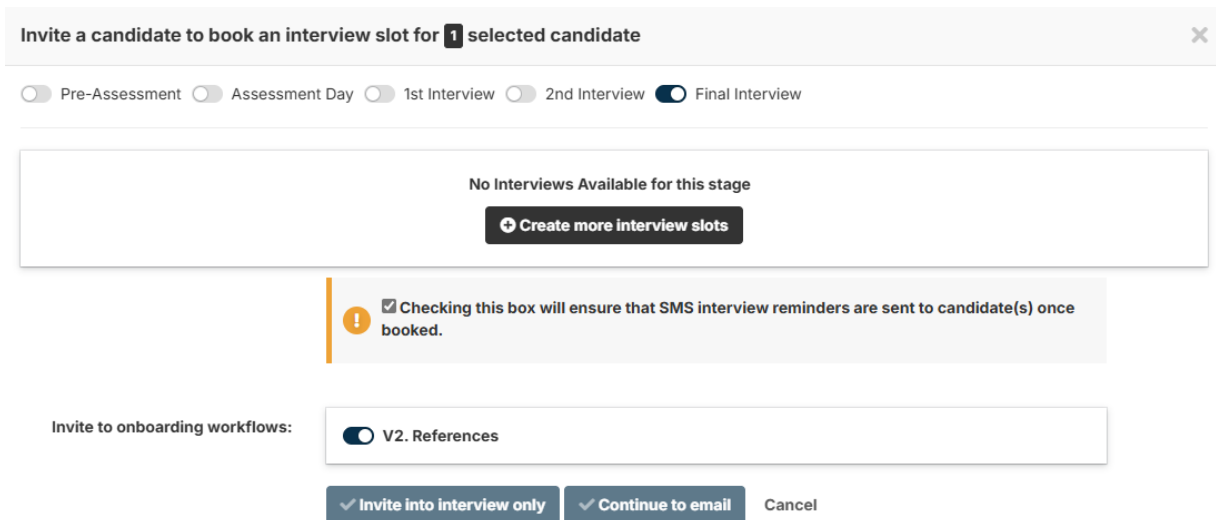 Invite a candidate to book an interview slot for 1 selected candidate
Pre-Assessment Assessment Day 1st Interview 2nd Interview Final Interview
No Interviews Available for this stage
Create more interview slots
Checking this box will ensure that SMS interview reminders are sent to candidate(s) once
booked.
Invite to onboarding workflows:
V2. References
Invite into interview only Continue to email Cancel